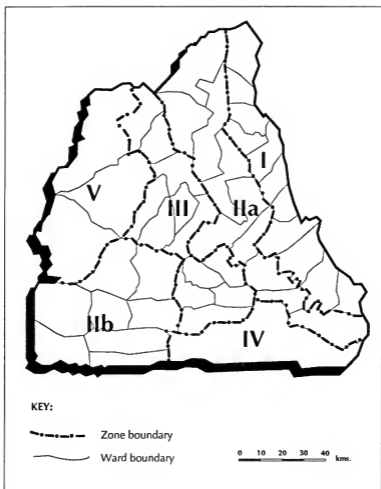 I
V
III
IIa
IIb
IV
KEY:
Zone boundary
Ward boundary
0 10 20 30 40 kms.